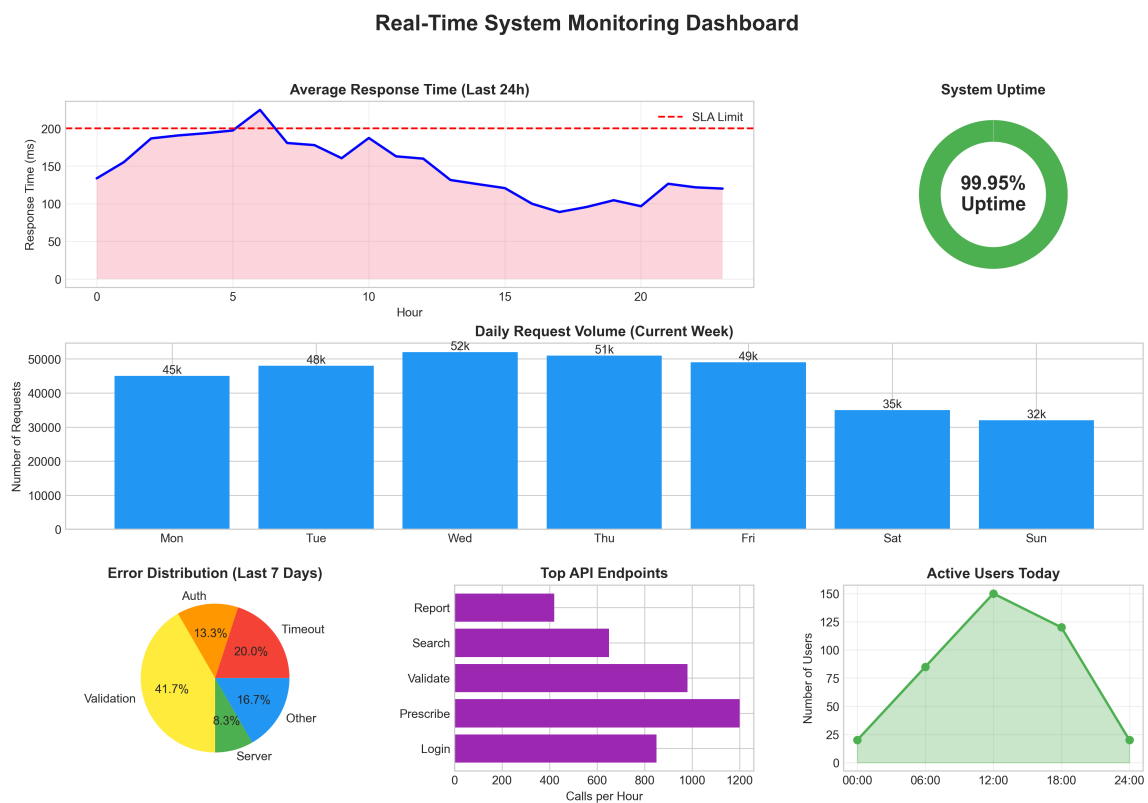 Real-Time System Monitoring Dashboard
Average Response Time (Last 24h)
Response Time (ms)
200
150
100
50
0
SLA Limit
0 5 10 15 20
Hour
System Uptime
99.95%
Uptime
Daily Request Volume (Current Week)
Number of Requests
50000
40000
30000
20000
10000
0
45k 48k 52k 51k 49k 35k 32k
Mon Tue Wed Thu Fri Sat Sun
Error Distribution (Last 7 Days)
Auth
Timeout
Validation
Other
Server
13.3%
20.0%
41.7%
16.7%
8.3%
Top API Endpoints
Report
Search
Validate
Prescribe
Login
0 200 400 600 800 1000 1200
Calls per Hour
Active Users Today
Number of Users
150
125
100
75
50
25
0
00:00 06:00 12:00 18:00 24:00